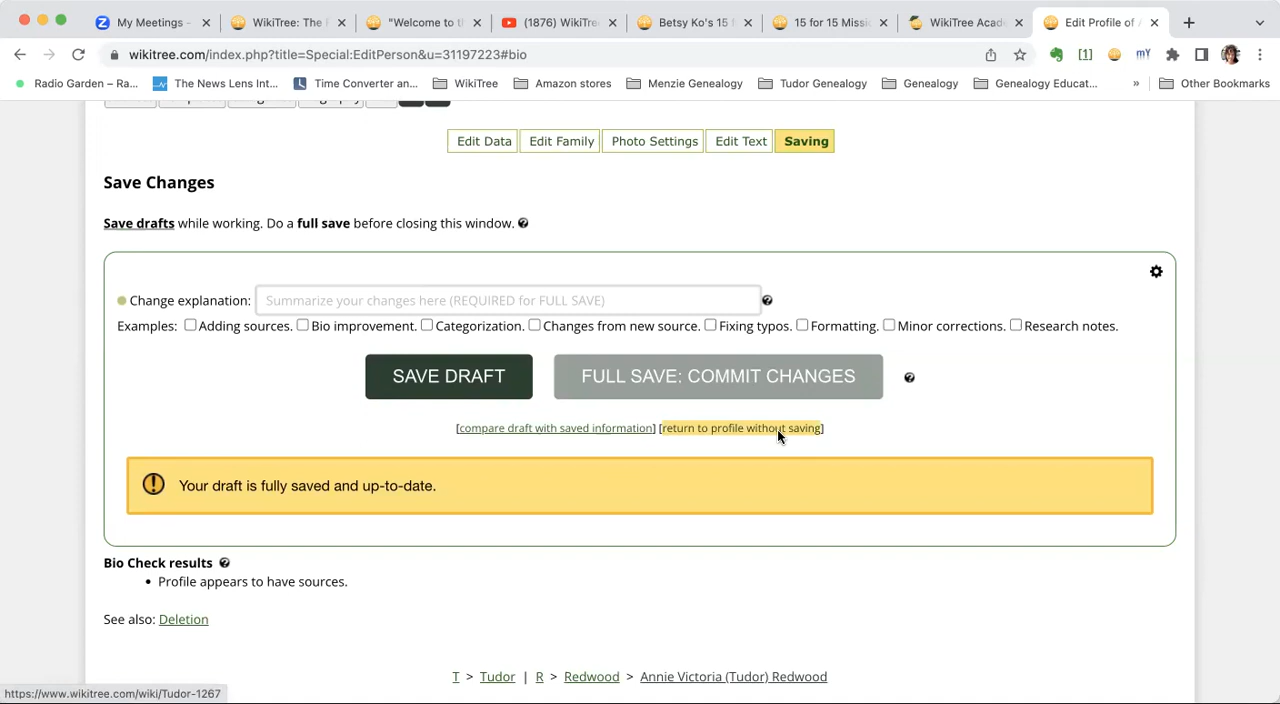 My Meetings -
WikiTree: The F
"Welcome to th
(1876) WikiTre
Betsy Ko's 15 M
15 for 15 Missi
WikiTree Acad
Edit Profile of A
wikitree.com/index.php?title=Special:EditPerson&u=31197223#bio
[1]
mY
Radio Garden – Ra...
The News Lens Int...
Time Converter an...
WikiTree
Amazon stores
Menzie Genealogy
Tudor Genealogy
Genealogy
Genealogy Educat...
»
Other Bookmarks
Edit Data
Edit Family
Photo Settings
Edit Text
Saving
Save Changes
Save drafts while working. Do a full save before closing this window. ?
Change explanation: Summarize your changes here (REQUIRED for FULL SAVE) ?
Examples: Adding sources. Bio improvement. Categorization. Changes from new source. Fixing typos. Formatting. Minor corrections. Research notes.
SAVE DRAFT
FULL SAVE: COMMIT CHANGES
?
[compare draft with saved information] [return to profile without saving]
! Your draft is fully saved and up-to-date.
Bio Check results ?
• Profile appears to have sources.
See also: Deletion
T > Tudor | R > Redwood > Annie Victoria (Tudor) Redwood
https://www.wikitree.com/wiki/Tudor-1267